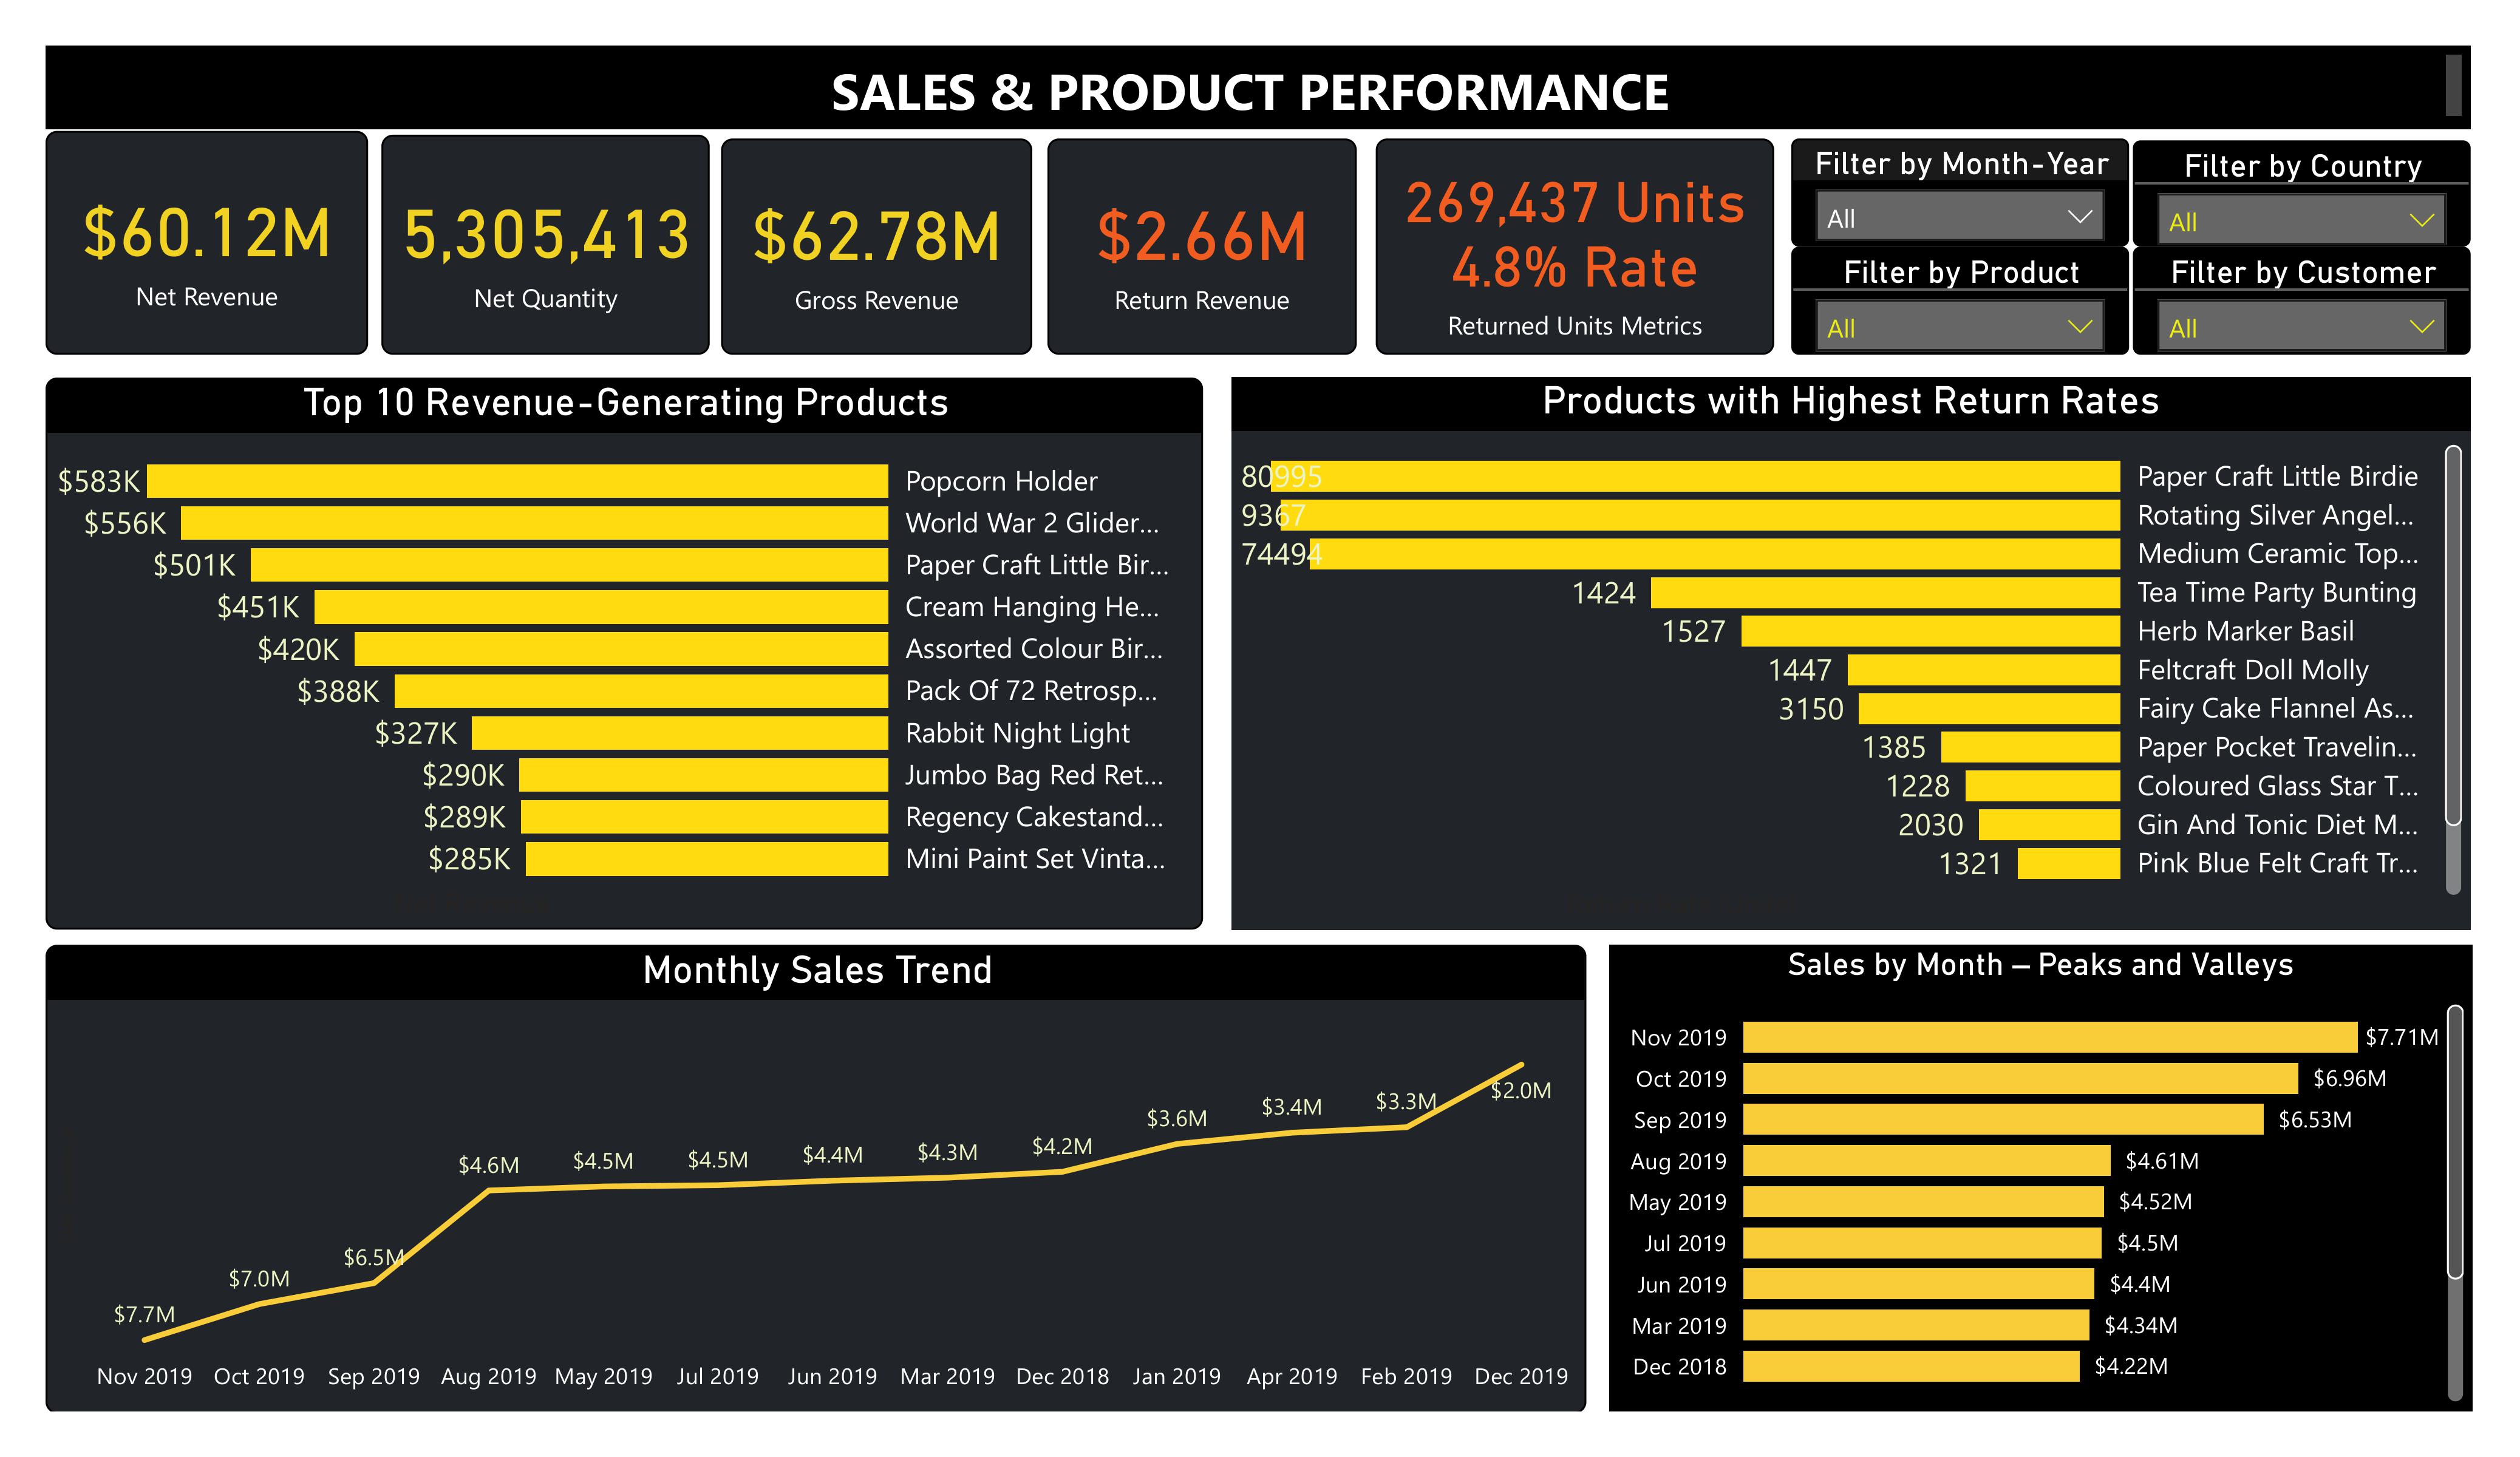 SALES & PRODUCT PERFORMANCE
$60.12M
Net Revenue
5,305,413
Net Quantity
$62.78M
Gross Revenue
$2.66M
Return Revenue
269,437 Units
4.8% Rate
Returned Units Metrics
Filter by Month-Year
All
Filter by Country
All
Filter by Product
All
Filter by Customer
All
Top 10 Revenue-Generating Products
$583K Popcorn Holder
$556K World War 2 Glider...
$501K Paper Craft Little Bir...
$451K Cream Hanging He...
$420K Assorted Colour Bir...
$388K Pack Of 72 Retrosp...
$327K Rabbit Night Light
$290K Jumbo Bag Red Ret...
$289K Regency Cakestand...
$285K Mini Paint Set Vinta...
Products with Highest Return Rates
80995 Paper Craft Little Birdie
9367 Rotating Silver Angel...
74494 Medium Ceramic Top...
1424 Tea Time Party Bunting
1527 Herb Marker Basil
1447 Feltcraft Doll Molly
3150 Fairy Cake Flannel As...
1385 Paper Pocket Travelin...
1228 Coloured Glass Star T...
2030 Gin And Tonic Diet M...
1321 Pink Blue Felt Craft Tr...
Monthly Sales Trend
$7.7M $7.0M $6.5M $4.6M $4.5M $4.5M $4.4M $4.3M $4.2M $3.6M $3.4M $3.3M $2.0M
Nov 2019 Oct 2019 Sep 2019 Aug 2019 May 2019 Jul 2019 Jun 2019 Mar 2019 Dec 2018 Jan 2019 Apr 2019 Feb 2019 Dec 2019
Sales by Month – Peaks and Valleys
Nov 2019 $7.71M
Oct 2019 $6.96M
Sep 2019 $6.53M
Aug 2019 $4.61M
May 2019 $4.52M
Jul 2019 $4.5M
Jun 2019 $4.4M
Mar 2019 $4.34M
Dec 2018 $4.22M